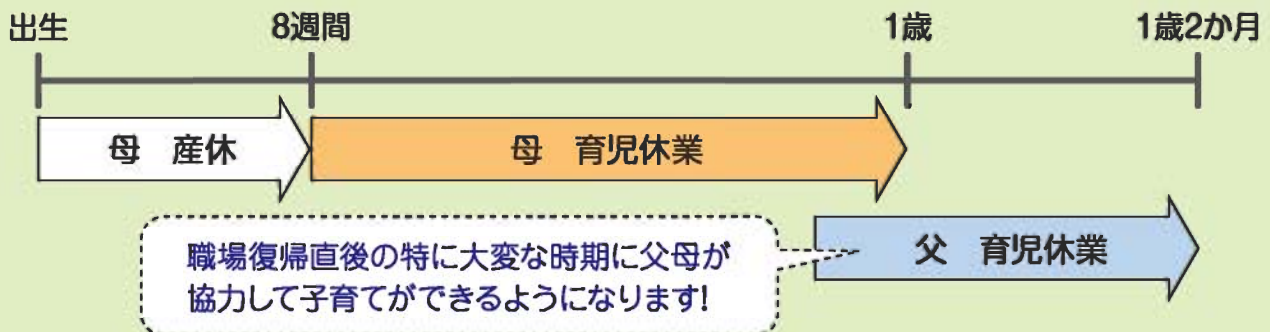 出生 8週間 1歳 1歳2か月
母 産休 母 育児休業
職場復帰直後の特に大変な時期に父母が
協力して子育てができるようになります!
父 育児休業